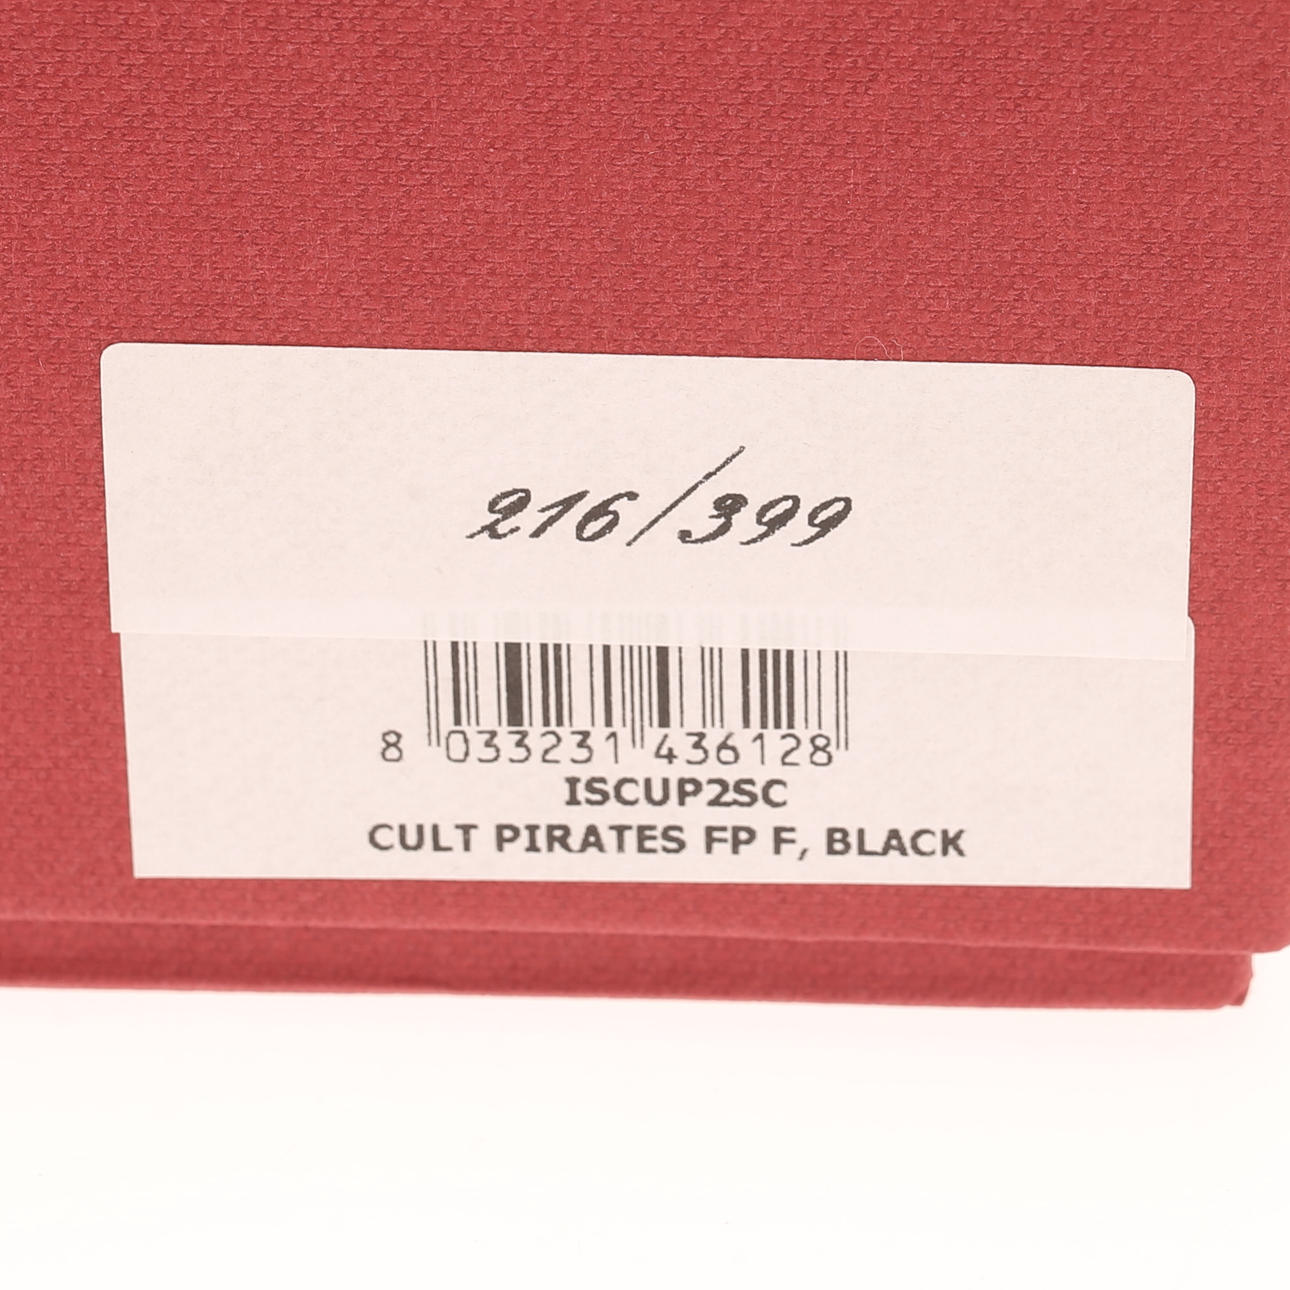 216/399
8 033231 436128
ISCUP2SC
CULT PIRATES FP F, BLACK